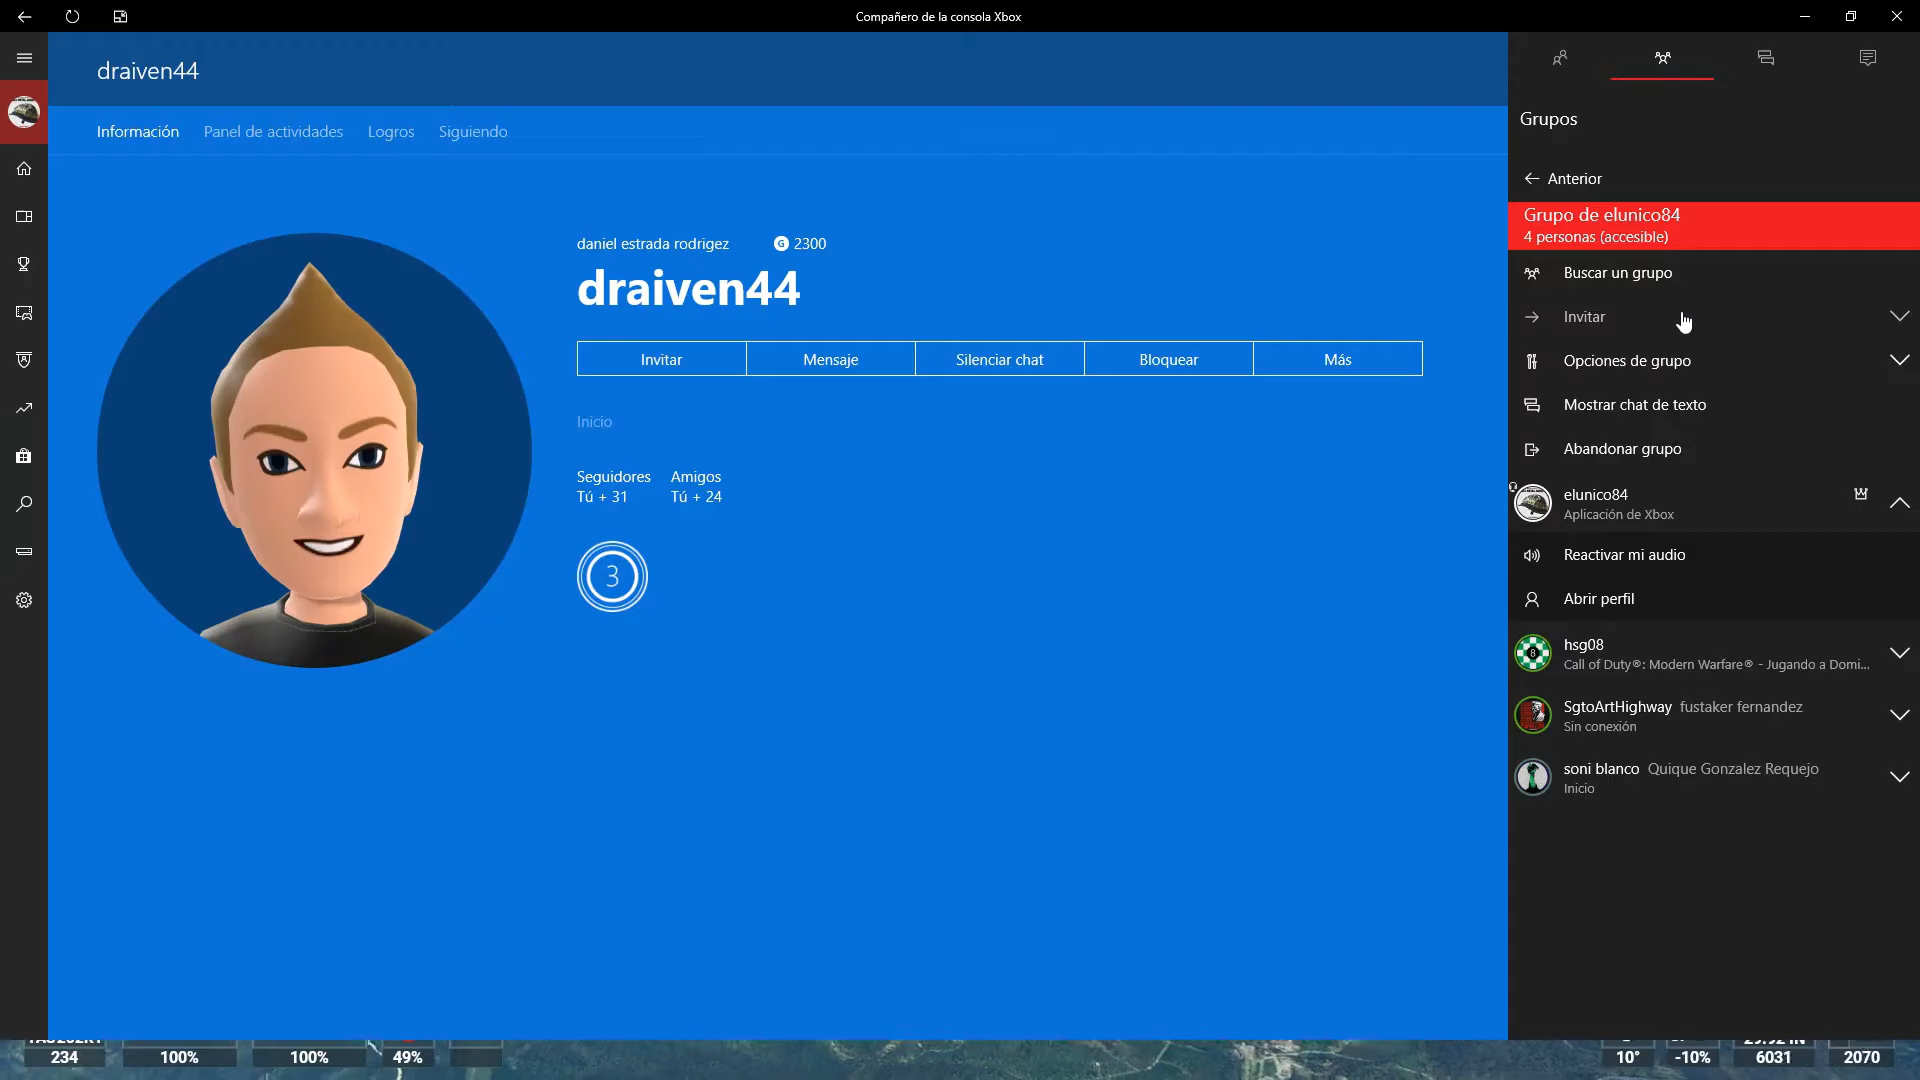 Compañero de la consola Xbox
draiven44
Información
Panel de actividades
Logros
Siguiendo
daniel estrada rodrigez
G 2300
draiven44
Invitar
Mensaje
Silenciar chat
Bloquear
Más
Inicio
Seguidores
Tú + 31
Amigos
Tú + 24
3
Grupos
Anterior
Grupo de elunico84
4 personas (accesible)
Buscar un grupo
Invitar
Opciones de grupo
Mostrar chat de texto
Abandonar grupo
elunico84
Aplicación de Xbox
Reactivar mi audio
Abrir perfil
hsg08
Call of Duty®: Modern Warfare® - Jugando a Domi...
SgtoArtHighway fustaker fernandez
Sin conexión
soni blanco Quique Gonzalez Requejo
Inicio
234
100%
100%
49%
29.92 IN
10°
-10%
6031
2070